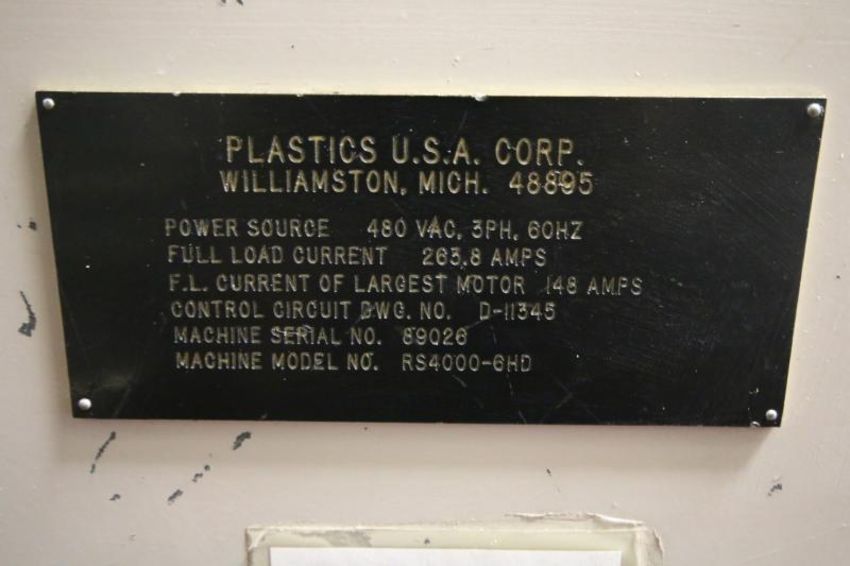 PLASTICS U.S.A. CORP.
WILLIAMSTON, MICH. 48895
POWER SOURCE 480 VAC, 3PH, 60HZ
FULL LOAD CURRENT 263.8 AMPS
F.L. CURRENT OF LARGEST MOTOR 148 AMPS
CONTROL CIRCUIT DWG. NO. D-11345
MACHINE SERIAL NO. 89026
MACHINE MODEL NO. RS4000-6HD